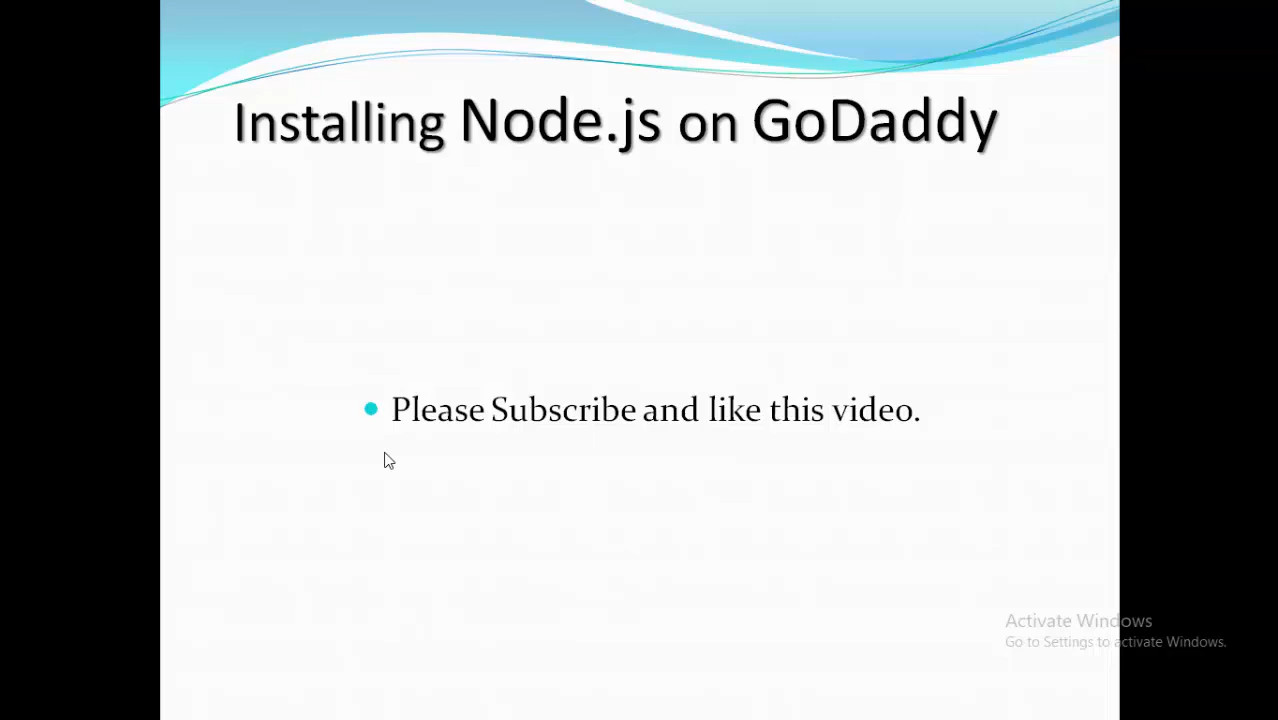 Installing Node.js on GoDaddy
Please Subscribe and like this video.
Activate Windows
Go to Settings to activate Windows.